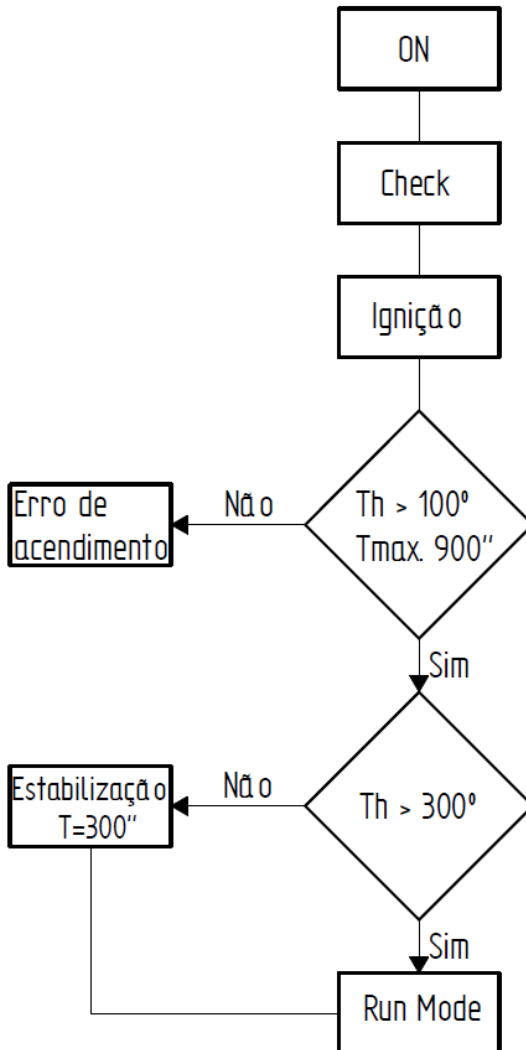 ON
Check
Ignição
Th > 100º
Tmax. 900"
Não
Erro de
acendimento
Sim
Th > 300º
Não
Estabilização
T=300"
Sim
Run Mode